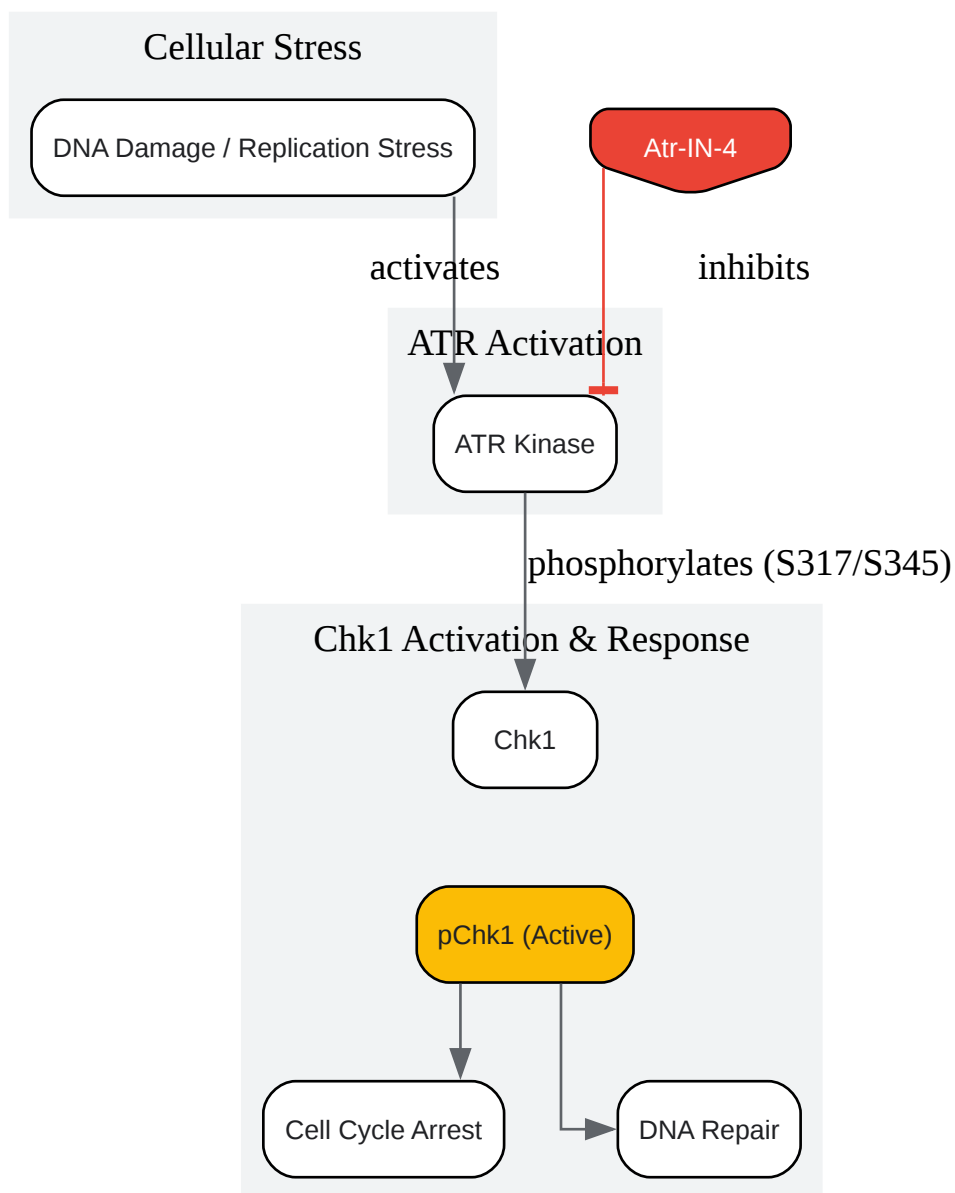 Cellular Stress
DNA Damage / Replication Stress
Atr-IN-4
activates
inhibits
ATR Activation
ATR Kinase
phosphorylates (S317/S345)
Chk1 Activation & Response
Chk1
pChk1 (Active)
Cell Cycle Arrest
DNA Repair